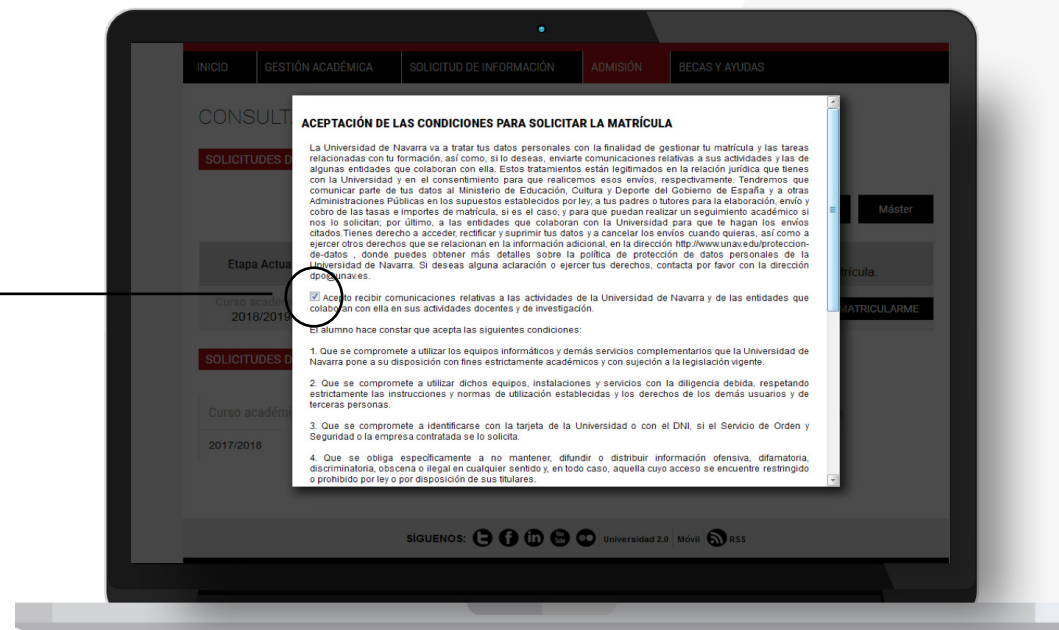 INICIO GESTIÓN ACADÉMICA SOLICITUD DE INFORMACIÓN ADMISIÓN BECAS Y AYUDAS
CONSULT
ACEPTACIÓN DE LAS CONDICIONES PARA SOLICITAR LA MATRÍCULA
La Universidad de Navarra va a tratar tus datos personales con la finalidad de gestionar tu matrícula y las tareas
relacionadas con tu formación, así como, si lo deseas, enviarte comunicaciones relativas a sus actividades y las de
algunas entidades que colaboran con ella. Estos tratamientos están legitimados en la relación jurídica que tienes
con la Universidad y en el consentimiento para que realicemos esos envíos, respectivamente. Tendremos que
comunicar parte de tus datos al Ministerio de Educación, Cultura y Deporte del Gobierno de España y a otras
Administraciones Públicas en los supuestos establecidos por ley; a tus padres o tutores para la elaboración, envío y
cobro de las tasas e importes de matrícula, si es el caso, y para que puedan realizar un seguimiento académico si
nos lo solicitan; por último, a las entidades que colaboran con la Universidad para que te hagan los envíos
citados.Tienes derecho a acceder, rectificar y suprimir tus datos y a cancelar los envíos cuando quieras, así como a
ejercer otros derechos que se relacionan en la información adicional, en la dirección http://www.unav.edu/proteccion-
de-datos , donde puedes obtener más detalles sobre la política de protección de datos personales de la
Universidad de Navarra. Si deseas alguna aclaración o ejercer tus derechos, contacta por favor con la dirección
dpo@unav.es.
Acepto recibir comunicaciones relativas a las actividades de la Universidad de Navarra y de las entidades que
colaboran con ella en sus actividades docentes y de investigación.
El alumno hace constar que acepta las siguientes condiciones:
1. Que se compromete a utilizar los equipos informáticos y demás servicios complementarios que la Universidad de
Navarra pone a su disposición con fines estrictamente académicos y con sujeción a la legislación vigente.
2. Que se compromete a utilizar dichos equipos, instalaciones y servicios con la diligencia debida, respetando
estrictamente las instrucciones y normas de utilización establecidas y los derechos de los demás usuarios y de
terceras personas.
3. Que se compromete a identificarse con la tarjeta de la Universidad o con el DNI, si el Servicio de Orden y
Seguridad o la empresa contratada se lo solicita.
4. Que se obliga específicamente a no mantener, difundir o distribuir información ofensiva, difamatoria,
discriminatoria, obscena o ilegal en cualquier sentido y, en todo caso, aquella cuyo acceso se encuentre restringido
o prohibido por ley o por disposición de sus titulares.
SOLICITUDES D
Máster
Etapa Actua
trícula.
Curso académi
2018/2019
MATRICULARME
SOLICITUDES D
Curso académi
2017/2018
SÍGUENOS: You Tube Universidad 2.0 Móvil RSS